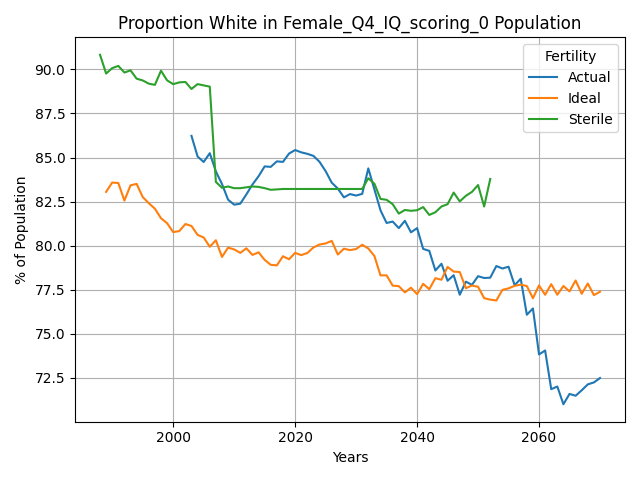 Proportion White in Female_Q4_IQ_scoring_0 Population
Fertility
Actual
Ideal
Sterile
% of Population
90.0
87.5
85.0
82.5
80.0
77.5
75.0
72.5
2000
2020
2040
2060
Years